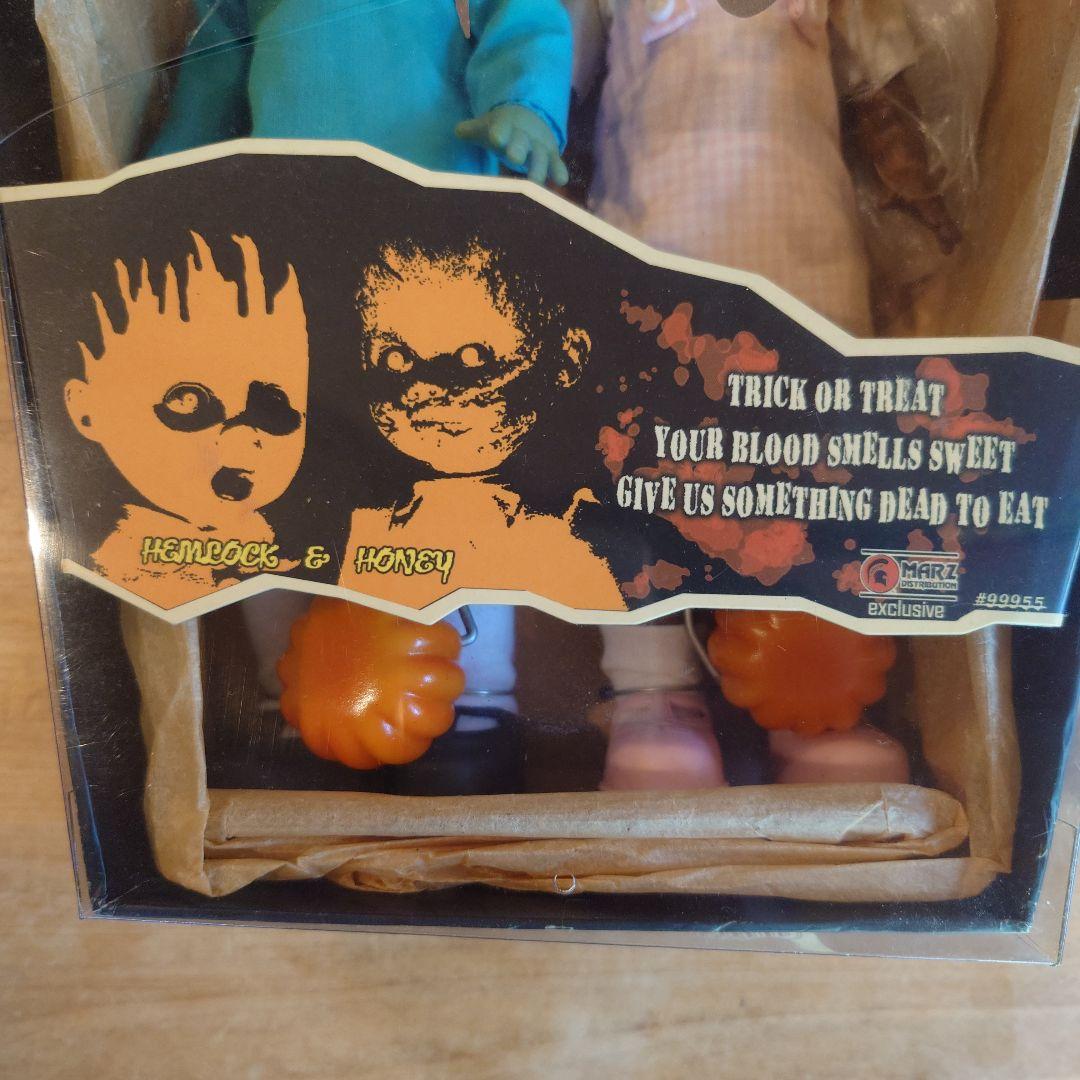 TRICK OR TREAT
YOUR BLOOD SMELLS SWEET
GIVE US SOMETHING DEAD TO EAT
HEMLOCK & HONEY
MARZ
DISTRIBUTION
exclusive
#99955